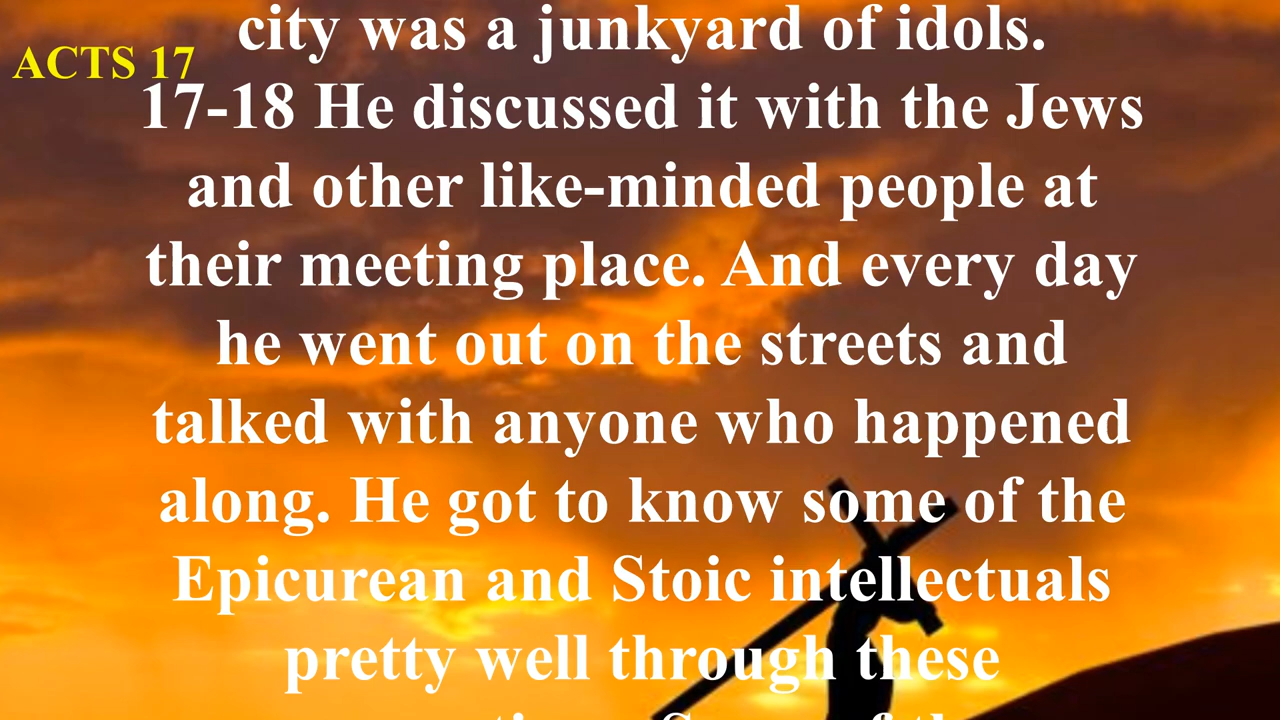 city was a junkyard of idols.
ACTS 17
17-18 He discussed it with the Jews
and other like-minded people at
their meeting place. And every day
he went out on the streets and
talked with anyone who happened
along. He got to know some of the
Epicurean and Stoic intellectuals
pretty well through these